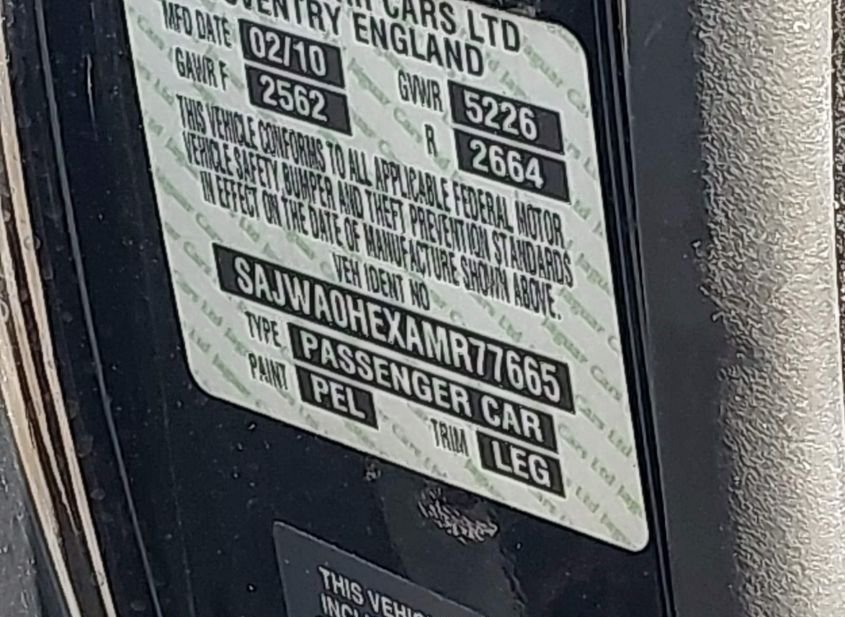 CARS LTD
COVENTRY ENGLAND
MFD DATE 02/10
GVWR 5226
GAWR F 2562 R 2664
THIS VEHICLE CONFORMS TO ALL APPLICABLE FEDERAL MOTOR
VEHICLE SAFETY, BUMPER AND THEFT PREVENTION STANDARDS
IN EFFECT ON THE DATE OF MANUFACTURE SHOWN ABOVE.
VEH IDENT NO
SAJWA0HEXAMR77665
TYPE PASSENGER CAR
PAINT PEL TRIM LEG
THIS VEHIC
INCL